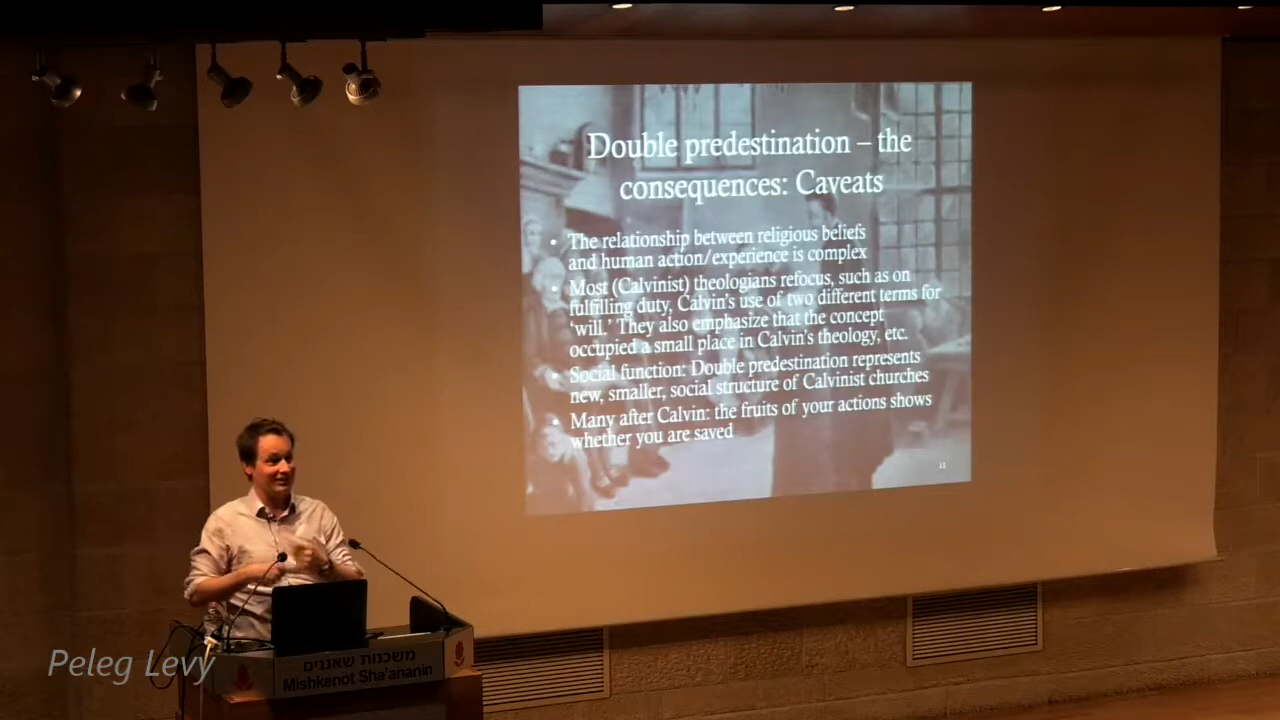 Double predestination – the
consequences: Caveats
• The relationship between religious beliefs
and human action/experience is complex
• Most (Calvinist) theologians refocus, such as on
fulfilling duty, Calvin's use of two different terms for
'will.' They also emphasize that the concept
occupied a small place in Calvin's theology, etc.
• Social function: Double predestination represents
new, smaller, social structure of Calvinist churches
• Many after Calvin: the fruits of your actions shows
whether you are saved
Peleg Levy
משכנות שאננים
Mishkenot Sha'ananim